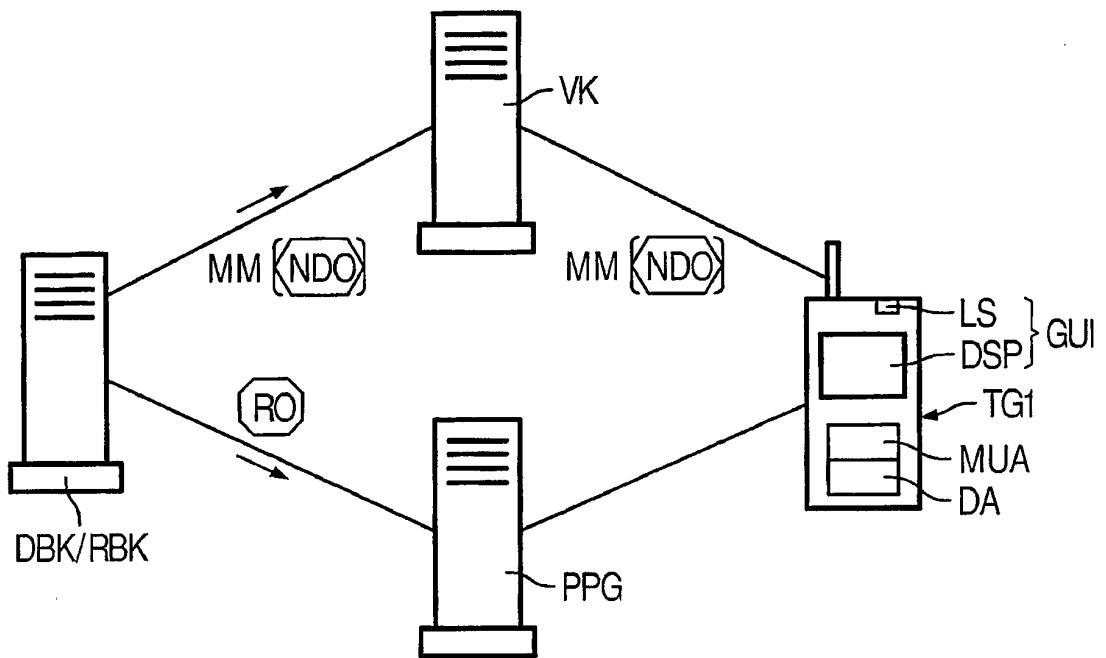 VK
MM [NDO]
MM [NDO]
LS
DSP
GUI
RO
TG1
MUA
DA
DBK/RBK
PPG